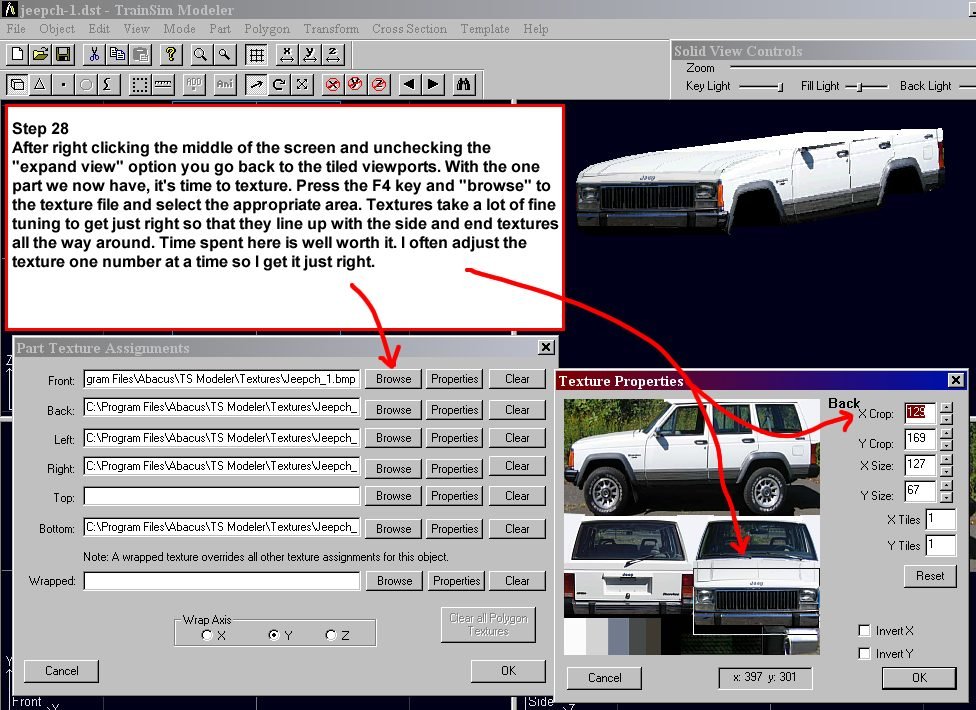 jeepch-1.dst - TrainSim Modeler
File Object Edit View Mode Part Polygon Transform Cross Section Template Help
X Y Z
ADD Ani
Solid View Controls
Zoom
Key Light Fill Light Back Light
Step 28
After right clicking the middle of the screen and unchecking the
"expand view" option you go back to the tiled viewports. With the one
part we now have, it's time to texture. Press the F4 key and "browse" to
the texture file and select the appropriate area. Textures take a lot of fine
tuning to get just right so that they line up with the side and end textures
all the way around. Time spent here is well worth it. I often adjust the
texture one number at a time so I get it just right.
Jeep
Part Texture Assignments
Front: gram Files\Abacus\TS Modeler\Textures\Jeepch_1.bmp Browse Properties Clear
Back: C:\Program Files\Abacus\TS Modeler\Textures\Jeepch_ Browse Properties Clear
Left: C:\Program Files\Abacus\TS Modeler\Textures\Jeepch_ Browse Properties Clear
Right: C:\Program Files\Abacus\TS Modeler\Textures\Jeepch_ Browse Properties Clear
Top: Browse Properties Clear
Bottom: C:\Program Files\Abacus\TS Modeler\Textures\Jeepch_ Browse Properties Clear
Note: A wrapped texture overrides all other texture assignments for this object.
Wrapped: Browse Properties Clear
Wrap Axis
X Y Z
Clear all Polygon
Textures
Cancel OK
Texture Properties
Back
X Crop: 129
Y Crop: 169
X Size: 127
Y Size: 67
X Tiles 1
Y Tiles 1
Reset
Jeep
Jeep
Invert X
Invert Y
Cancel x: 397 y: 301 OK
Z
Y
Front Y
Side Z